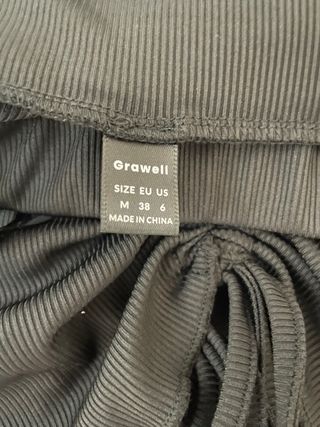 Grawell
SIZE EU US
M 38 6
MADE IN CHINA